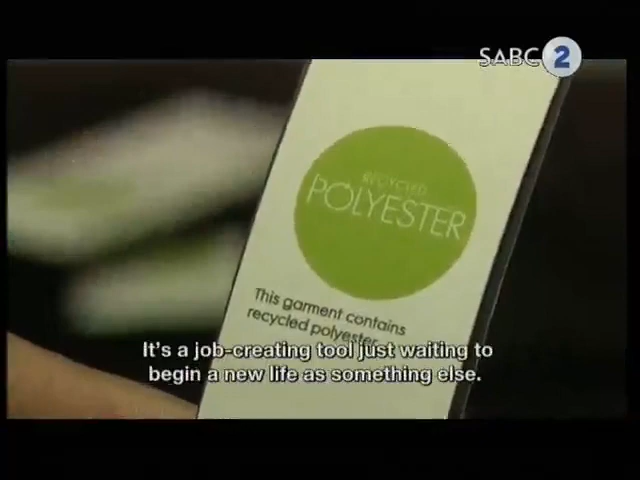 SABC 2
RECYCLED
POLYESTER
This garment contains
recycled polyester
It's a job-creating tool just waiting to
begin a new life as something else.